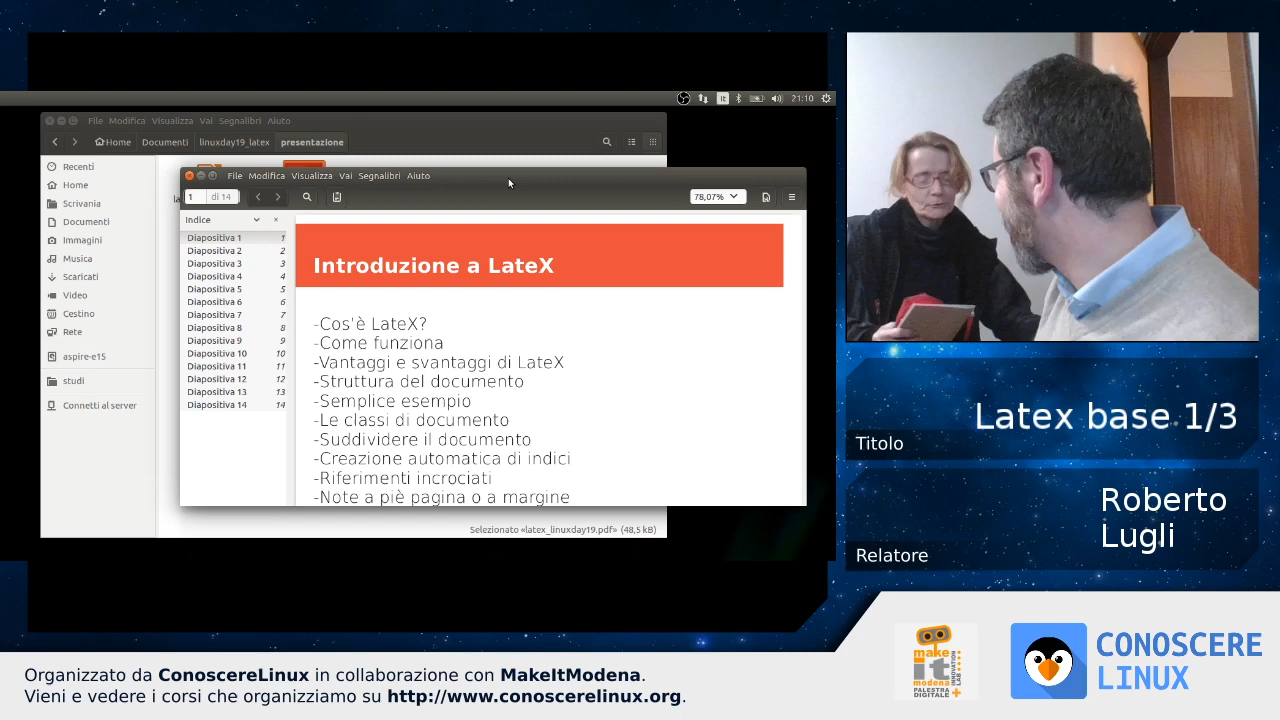 It
21:10
File Modifica Visualizza Vai Segnalibri Aiuto
Home Documenti linuxday19_latex presentazione
Recenti
Home
Scrivania
Documenti
Immagini
Musica
Scaricati
Video
Cestino
Rete
aspire-e15
studi
Connetti al server
File Modifica Visualizza Vai Segnalibri Aiuto
1 di 14
78,07%
Indice
Diapositiva 1 1
Diapositiva 2 2
Diapositiva 3 3
Diapositiva 4 4
Diapositiva 5 5
Diapositiva 6 6
Diapositiva 7 7
Diapositiva 8 8
Diapositiva 9 9
Diapositiva 10 10
Diapositiva 11 11
Diapositiva 12 12
Diapositiva 13 13
Diapositiva 14 14
Introduzione a LateX
-Cos'è LateX?
-Come funziona
-Vantaggi e svantaggi di LateX
-Struttura del documento
-Semplice esempio
-Le classi di documento
-Suddividere il documento
-Creazione automatica di indici
-Riferimenti incrociati
-Note a piè pagina o a margine
Selezionato «latex_linuxday19.pdf» (48,5 kB)
Latex base 1/3
Titolo
Roberto
Lugli
Relatore
make
it
modena
PALESTRA
DIGITALE
INNOVATION
LAB
CONOSCERE
LINUX
Organizzato da ConoscereLinux in collaborazione con MakeItModena.
Vieni e vedere i corsi che organizziamo su http://www.conoscerelinux.org.